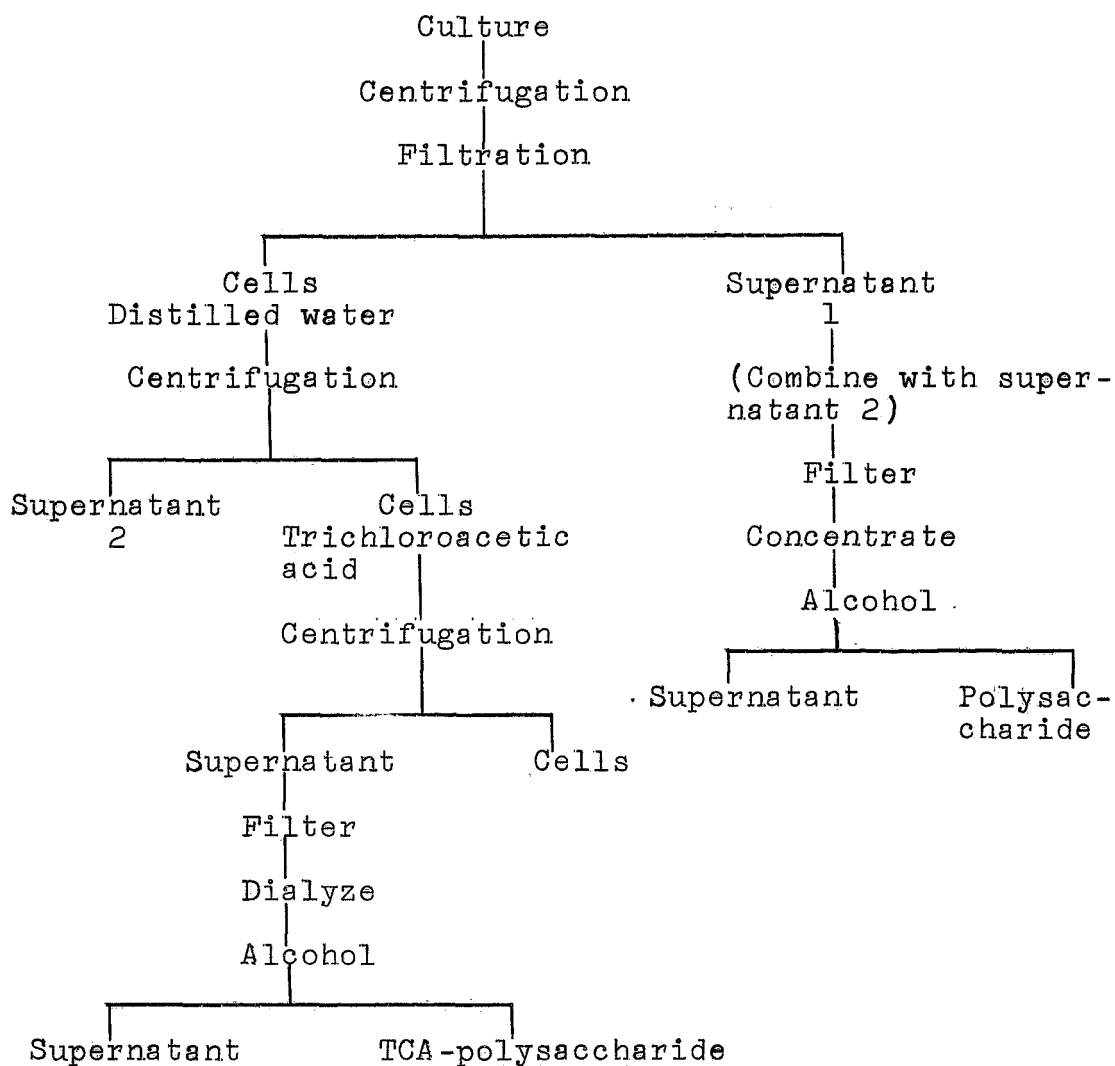 Culture
Centrifugation
Filtration
Cells
Distilled water
Centrifugation
Supernatant
2
Cells
Trichloroacetic
acid
Centrifugation
Supernatant
Cells
Filter
Dialyze
Alcohol
Supernatant
TCA-polysaccharide
Supernatant
1
(Combine with super-
natant 2)
Filter
Concentrate
Alcohol
Supernatant
Polysac-
charide